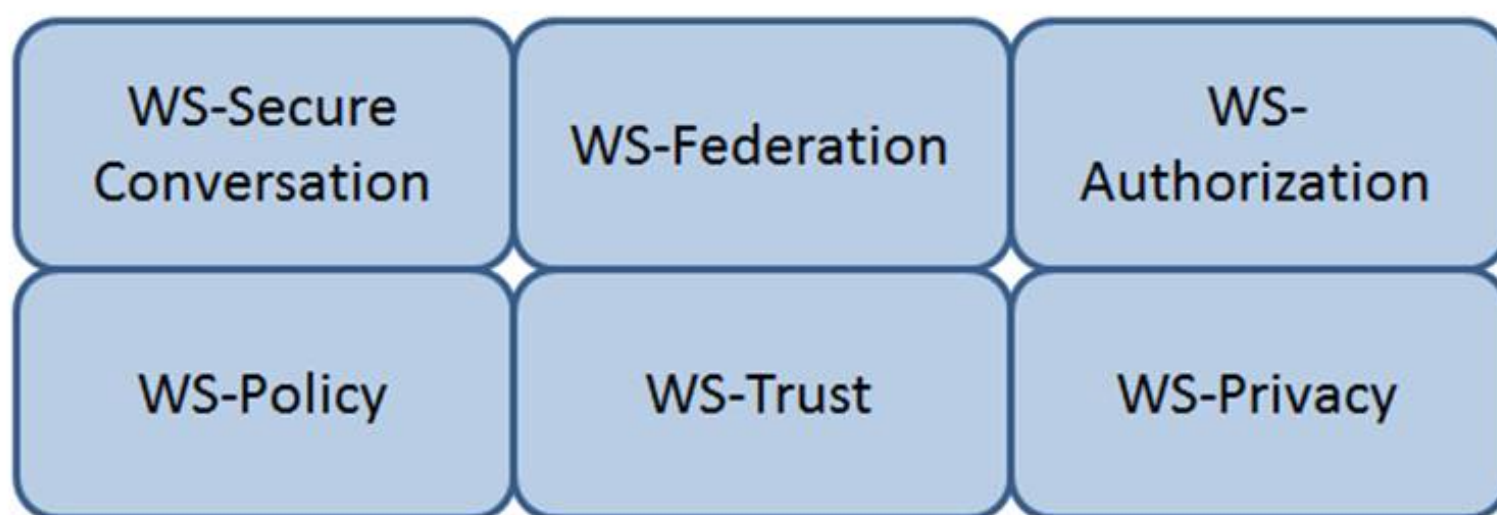 WS-Secure
Conversation
WS-Federation
WS-
Authorization
WS-Policy
WS-Trust
WS-Privacy